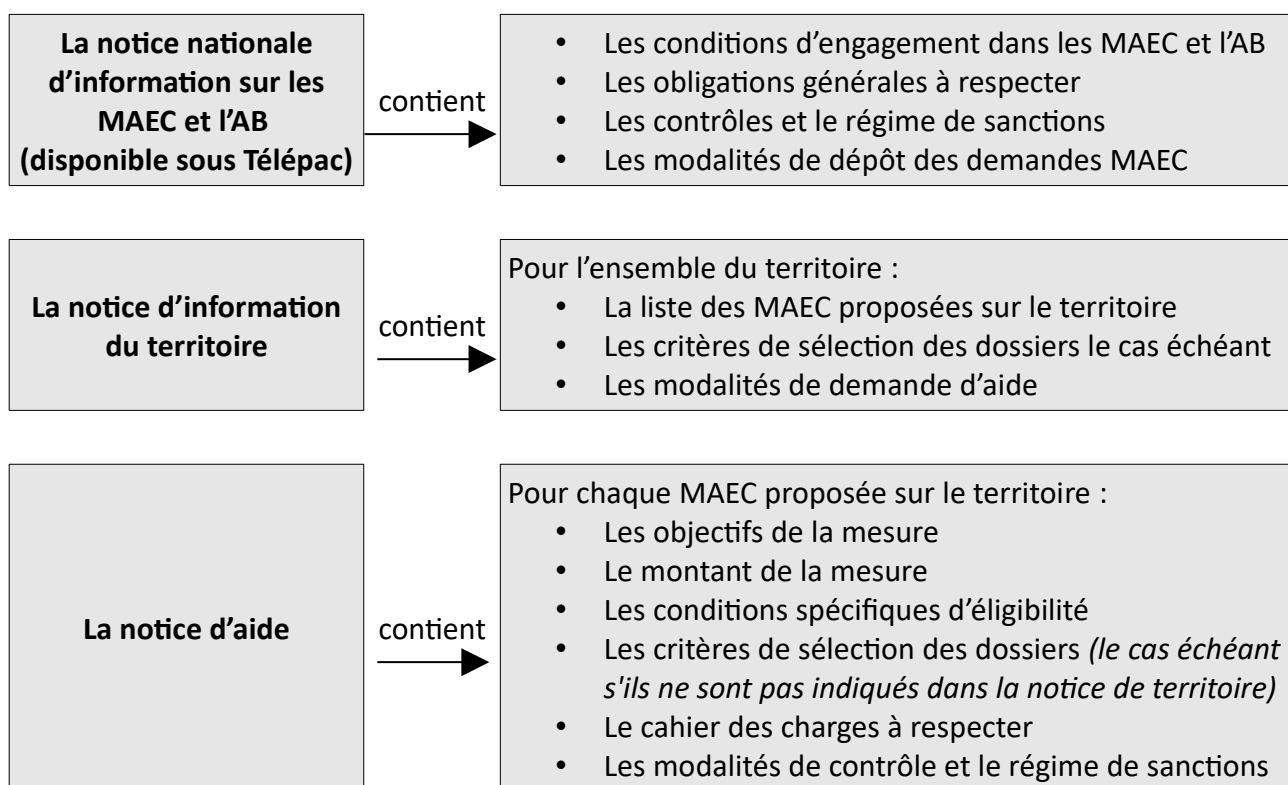 La notice nationale
d’information sur les
MAEC et l’AB
(disponible sous Télépac)
contient
• Les conditions d’engagement dans les MAEC et l’AB
• Les obligations générales à respecter
• Les contrôles et le régime de sanctions
• Les modalités de dépôt des demandes MAEC
La notice d’information
du territoire
contient
Pour l’ensemble du territoire :
• La liste des MAEC proposées sur le territoire
• Les critères de sélection des dossiers le cas échéant
• Les modalités de demande d’aide
La notice d’aide
contient
Pour chaque MAEC proposée sur le territoire :
• Les objectifs de la mesure
• Le montant de la mesure
• Les conditions spécifiques d’éligibilité
• Les critères de sélection des dossiers (le cas échéant
s'ils ne sont pas indiqués dans la notice de territoire)
• Le cahier des charges à respecter
• Les modalités de contrôle et le régime de sanctions